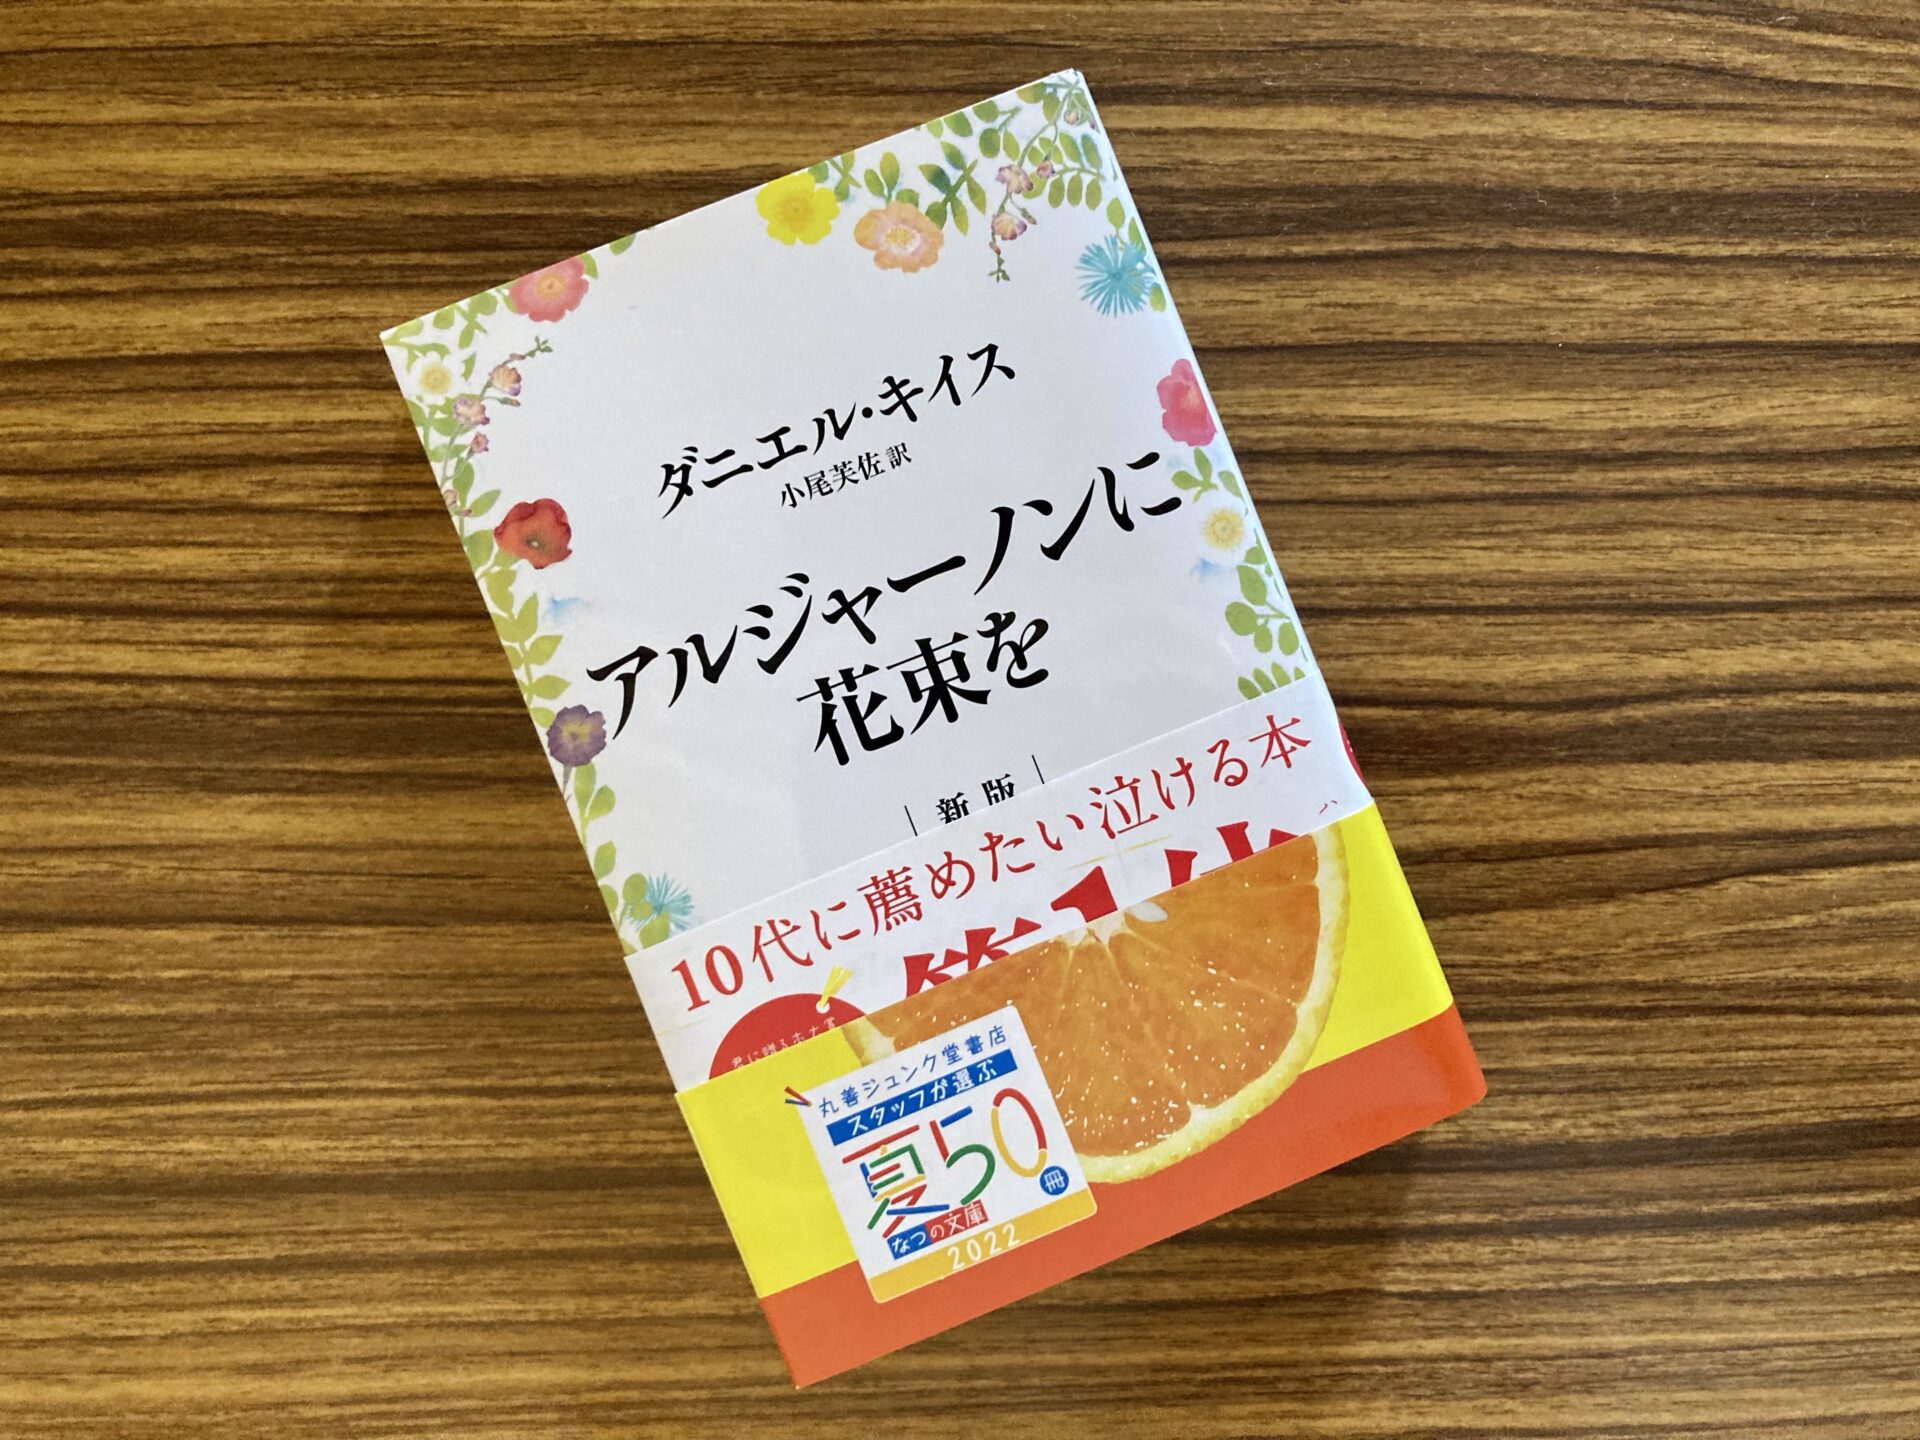 ダニエル・キイス
小尾芙佐 訳
アルジャーノンに
花束を
新版
10代に薦めたい泣ける本
丸善ジュンク堂書店
スタッフが選ぶ
夏50冊
なつの文庫
2022